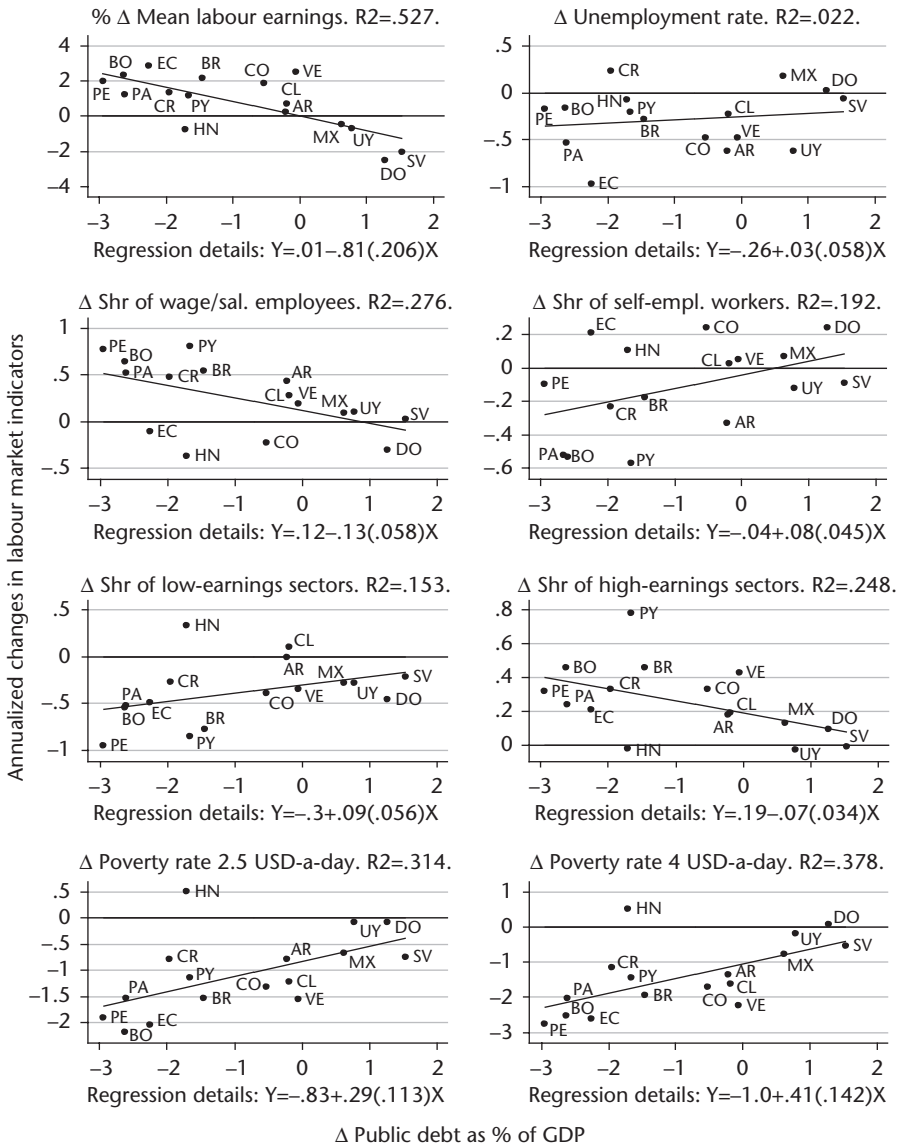 % Δ Mean labour earnings. R2=.527.
4
2
0
−2
−4
PE
BO
PA
EC
CR
PY
BR
HN
CO
CL
AR
VE
MX
UY
DO
SV
−3 −2 −1 0 1 2
Regression details: Y=.01−.81(.206)X
Δ Unemployment rate. R2=.022.
.5
0
−.5
−1
PE
BO
PA
EC
CR
HN
PY
BR
CO
CL
VE
AR
MX
UY
DO
SV
−3 −2 −1 0 1 2
Regression details: Y=−.26+.03(.058)X
Δ Shr of wage/sal. employees. R2=.276.
1
.5
0
−.5
PE
BO
PA
EC
CR
PY
BR
HN
CO
AR
CL
VE
MX
UY
DO
SV
−3 −2 −1 0 1 2
Regression details: Y=.12−.13(.058)X
Δ Shr of self-empl. workers. R2=.192.
.2
0
−.2
−.4
−.6
PE
PA
BO
EC
CR
HN
PY
BR
CO
CL
VE
AR
MX
UY
DO
SV
−3 −2 −1 0 1 2
Regression details: Y=−.04+.08(.045)X
Δ Shr of low-earnings sectors. R2=.153.
.5
0
−.5
−1
PE
PA
BO
EC
CR
HN
PY
BR
CO
CL
AR
VE
MX
UY
DO
SV
−3 −2 −1 0 1 2
Regression details: Y=−.3+.09(.056)X
Δ Shr of high-earnings sectors. R2=.248.
.8
.6
.4
.2
0
PE
BO
PA
EC
CR
PY
HN
BR
CO
CL
AR
VE
MX
UY
DO
SV
−3 −2 −1 0 1 2
Regression details: Y=.19−.07(.034)X
Δ Poverty rate 2.5 USD-a-day. R2=.314.
.5
0
−.5
−1
−1.5
−2
PE
PA
BO
EC
CR
HN
PY
BR
CO
AR
CL
VE
MX
UY
DO
SV
−3 −2 −1 0 1 2
Regression details: Y=−.83+.29(.113)X
Δ Poverty rate 4 USD-a-day. R2=.378.
1
0
−1
−2
−3
PE
PA
BO
EC
CR
HN
PY
BR
CO
AR
CL
VE
MX
UY
DO
SV
−3 −2 −1 0 1 2
Regression details: Y=−1.0+.41(.142)X
Annualized changes in labour market indicators
Δ Public debt as % of GDP